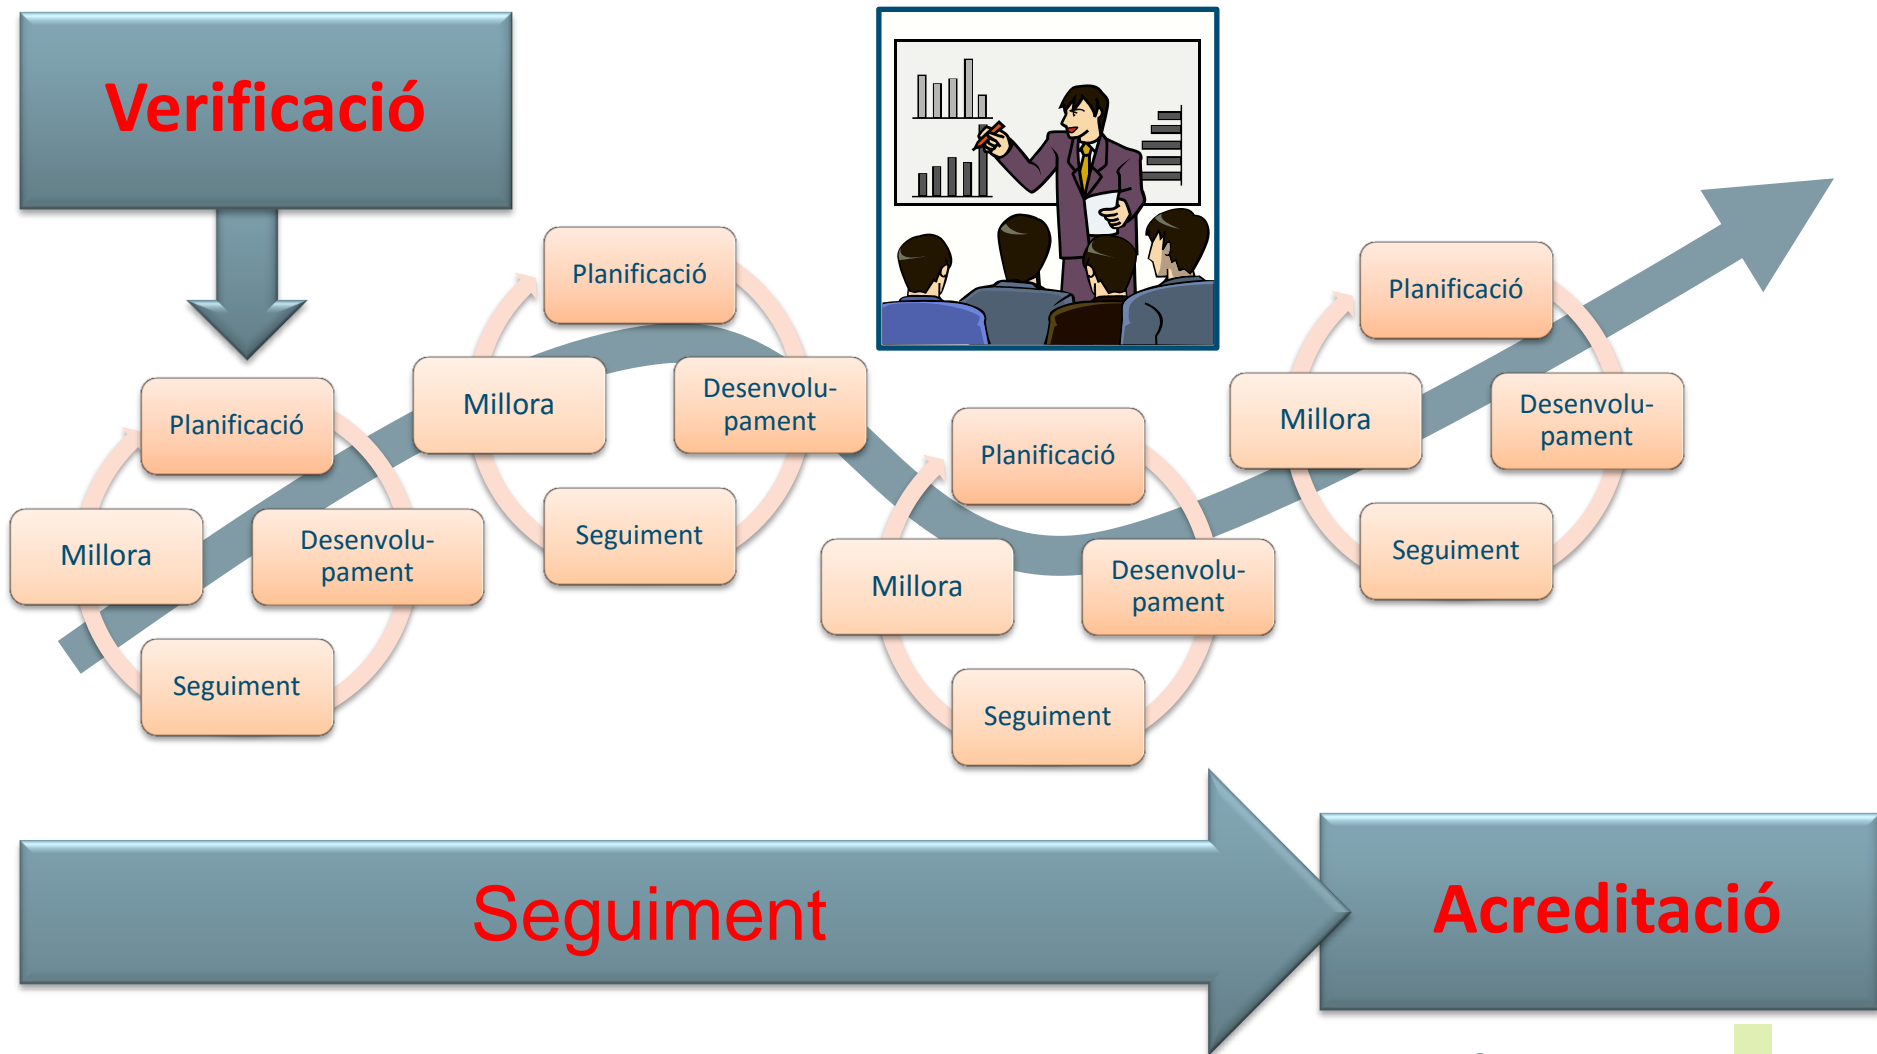 Verificació
Planificació
Millora
Desenvolu-
pament
Seguiment
Planificació
Millora
Desenvolu-
pament
Seguiment
Planificació
Millora
Desenvolu-
pament
Seguiment
Planificació
Millora
Desenvolu-
pament
Seguiment
Seguiment
Acreditació